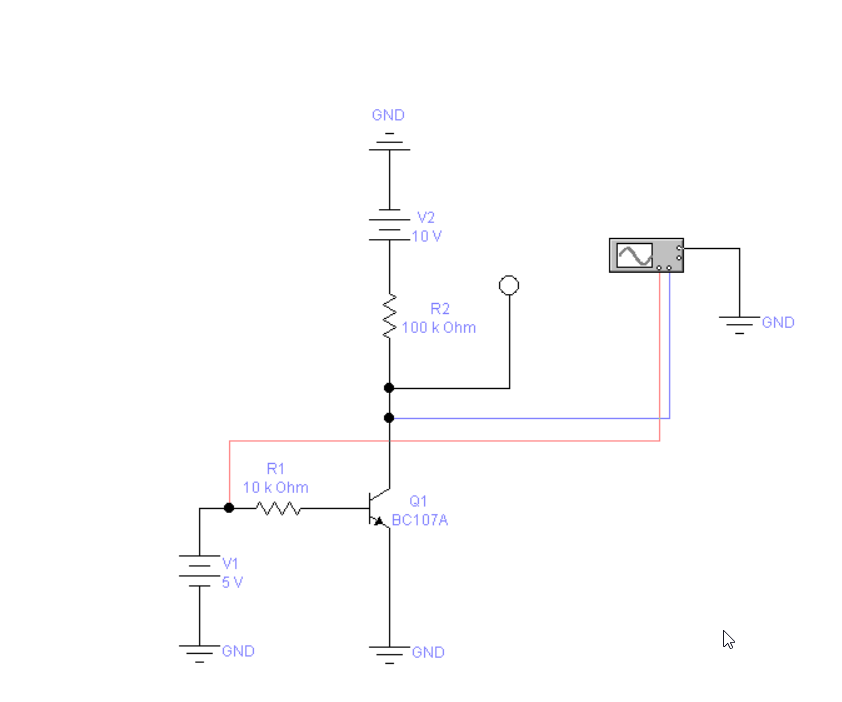 GND
V2
10 V
R2
100 k Ohm
GND
R1
10 k Ohm
Q1
BC107A
V1
5 V
GND
GND